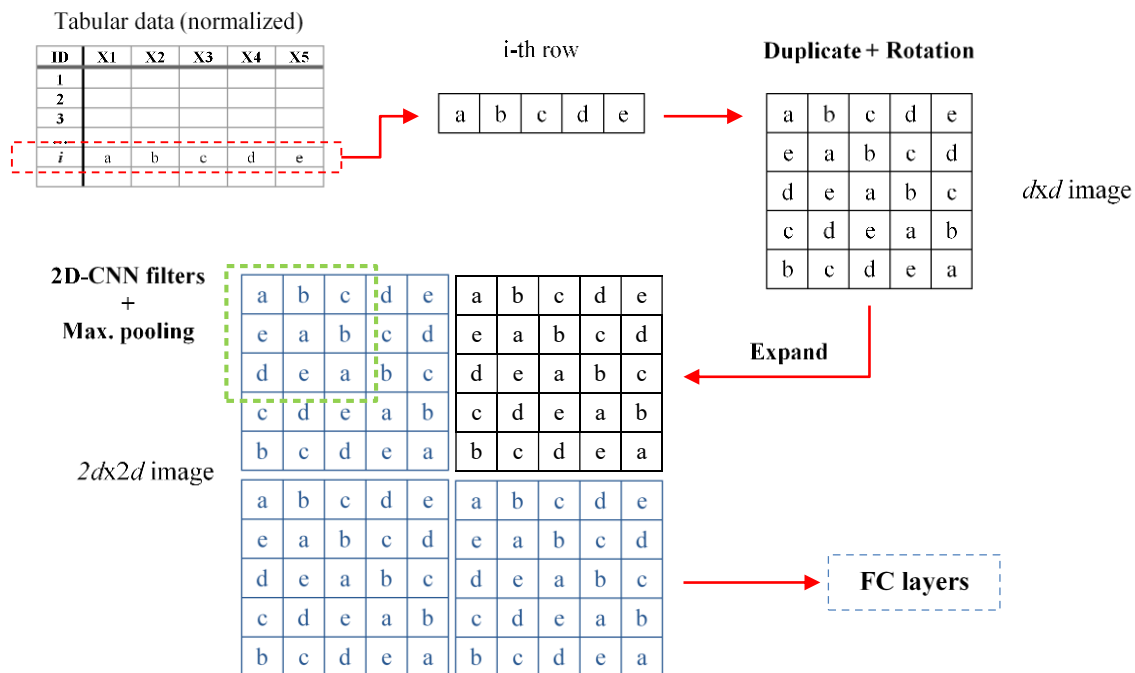 Tabular data (normalized)
ID X1 X2 X3 X4 X5
1
2
3
...
i a b c d e
i-th row
a b c d e
Duplicate + Rotation
a b c d e
e a b c d
d e a b c
c d e a b
b c d e a
dxd image
Expand
2D-CNN filters
+
Max. pooling
2dx2d image
a b c d e a b c d e
e a b c d e a b c d
d e a b c d e a b c
c d e a b c d e a b
b c d e a b c d e a
a b c d e a b c d e
e a b c d e a b c d
d e a b c d e a b c
c d e a b c d e a b
b c d e a b c d e a
FC layers